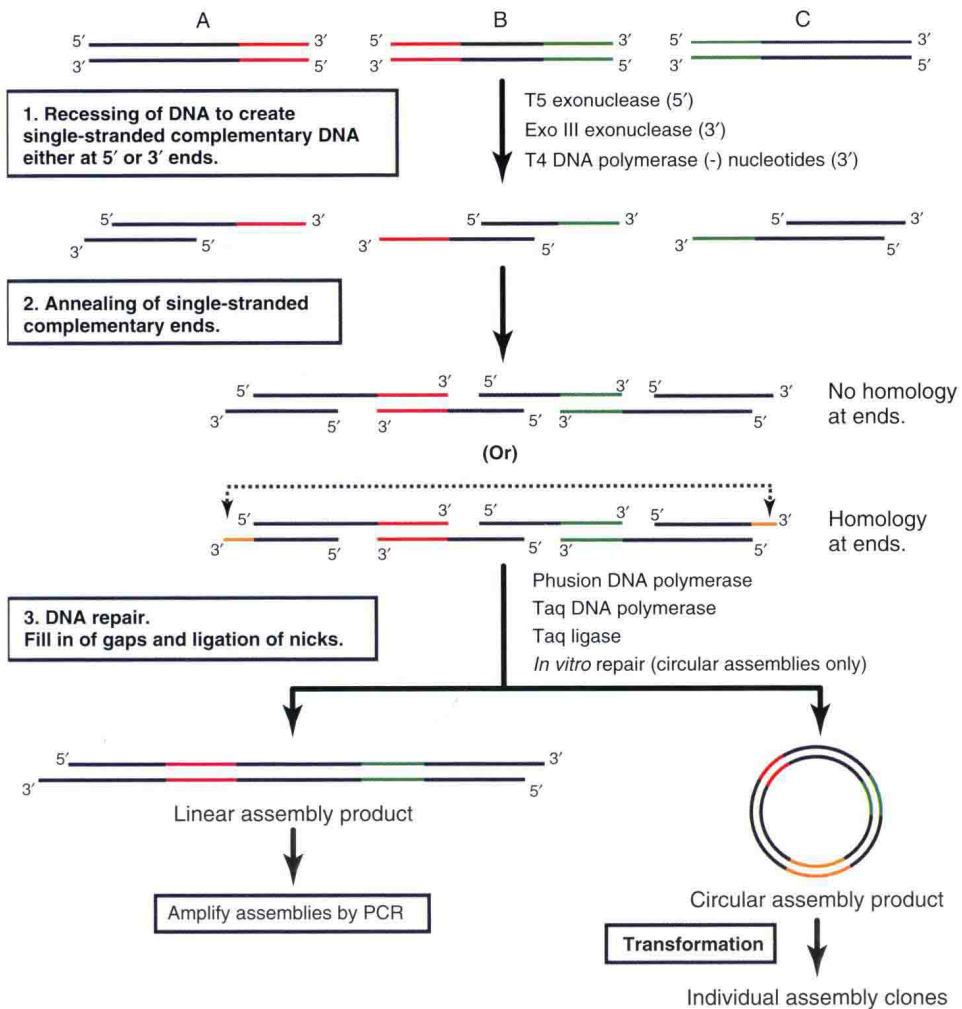 A B C
5′ 3′ 5′ 3′ 5′ 3′
3′ 5′ 3′ 5′ 3′ 5′
1. Recessing of DNA to create
single-stranded complementary DNA
either at 5′ or 3′ ends.
T5 exonuclease (5′)
Exo III exonuclease (3′)
T4 DNA polymerase (-) nucleotides (3′)
5′ 3′ 5′ 3′ 5′ 3′
3′ 5′ 3′ 5′ 3′ 5′
2. Annealing of single-stranded
complementary ends.
5′ 3′ 5′ 3′ 5′ 3′
3′ 5′ 3′ 5′ 3′ 5′
No homology
at ends.
(Or)
5′ 3′ 5′ 3′ 5′ 3′
3′ 5′ 3′ 5′ 3′ 5′
Homology
at ends.
3. DNA repair.
Fill in of gaps and ligation of nicks.
Phusion DNA polymerase
Taq DNA polymerase
Taq ligase
In vitro repair (circular assemblies only)
5′ 3′
3′ 5′
Linear assembly product
Amplify assemblies by PCR
Circular assembly product
Transformation
Individual assembly clones